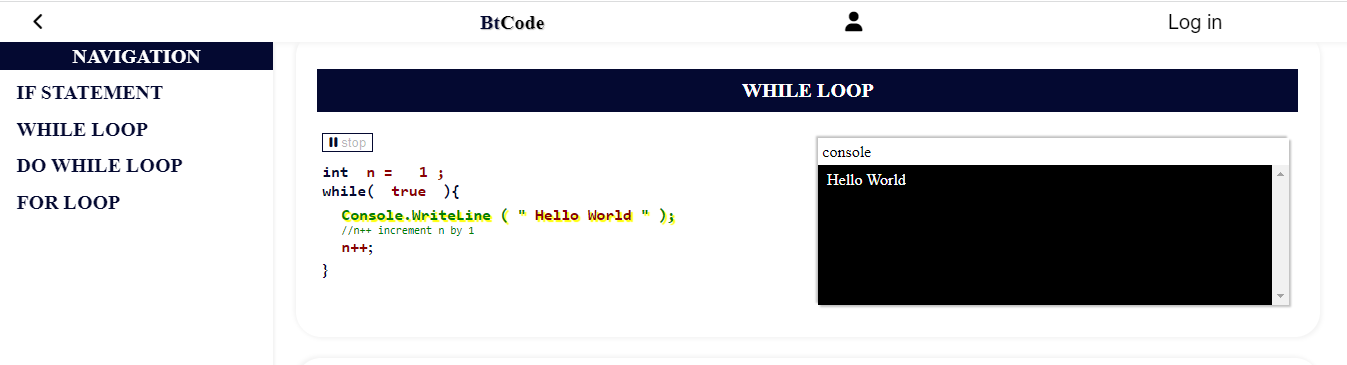 BtCode
Log in
NAVIGATION
IF STATEMENT
WHILE LOOP
DO WHILE LOOP
FOR LOOP
WHILE LOOP
stop
int n = 1 ;
while( true ){
Console.WriteLine ( " Hello World " );
//n++ increment n by 1
n++;
}
console
Hello World